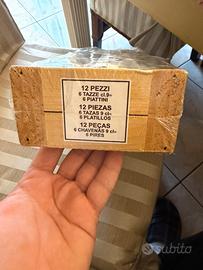 12 PEZZI
6 TAZZE cl.9=
6 PIATTINI
12 PIEZAS
6 TAZAS 9 cl=
6 PLATILLOS
12 PEÇAS
6 CHAVENAS 9 cl=
6 PIRES
subito